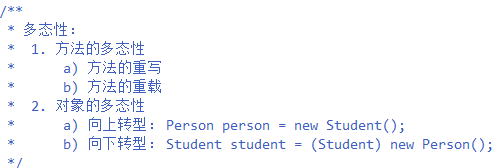 /**
* 多态性:
* 1. 方法的多态性
* a) 方法的重写
* b) 方法的重载
* 2. 对象的多态性
* a) 向上转型: Person person = new Student();
* b) 向下转型: Student student = (Student) new Person();
*/